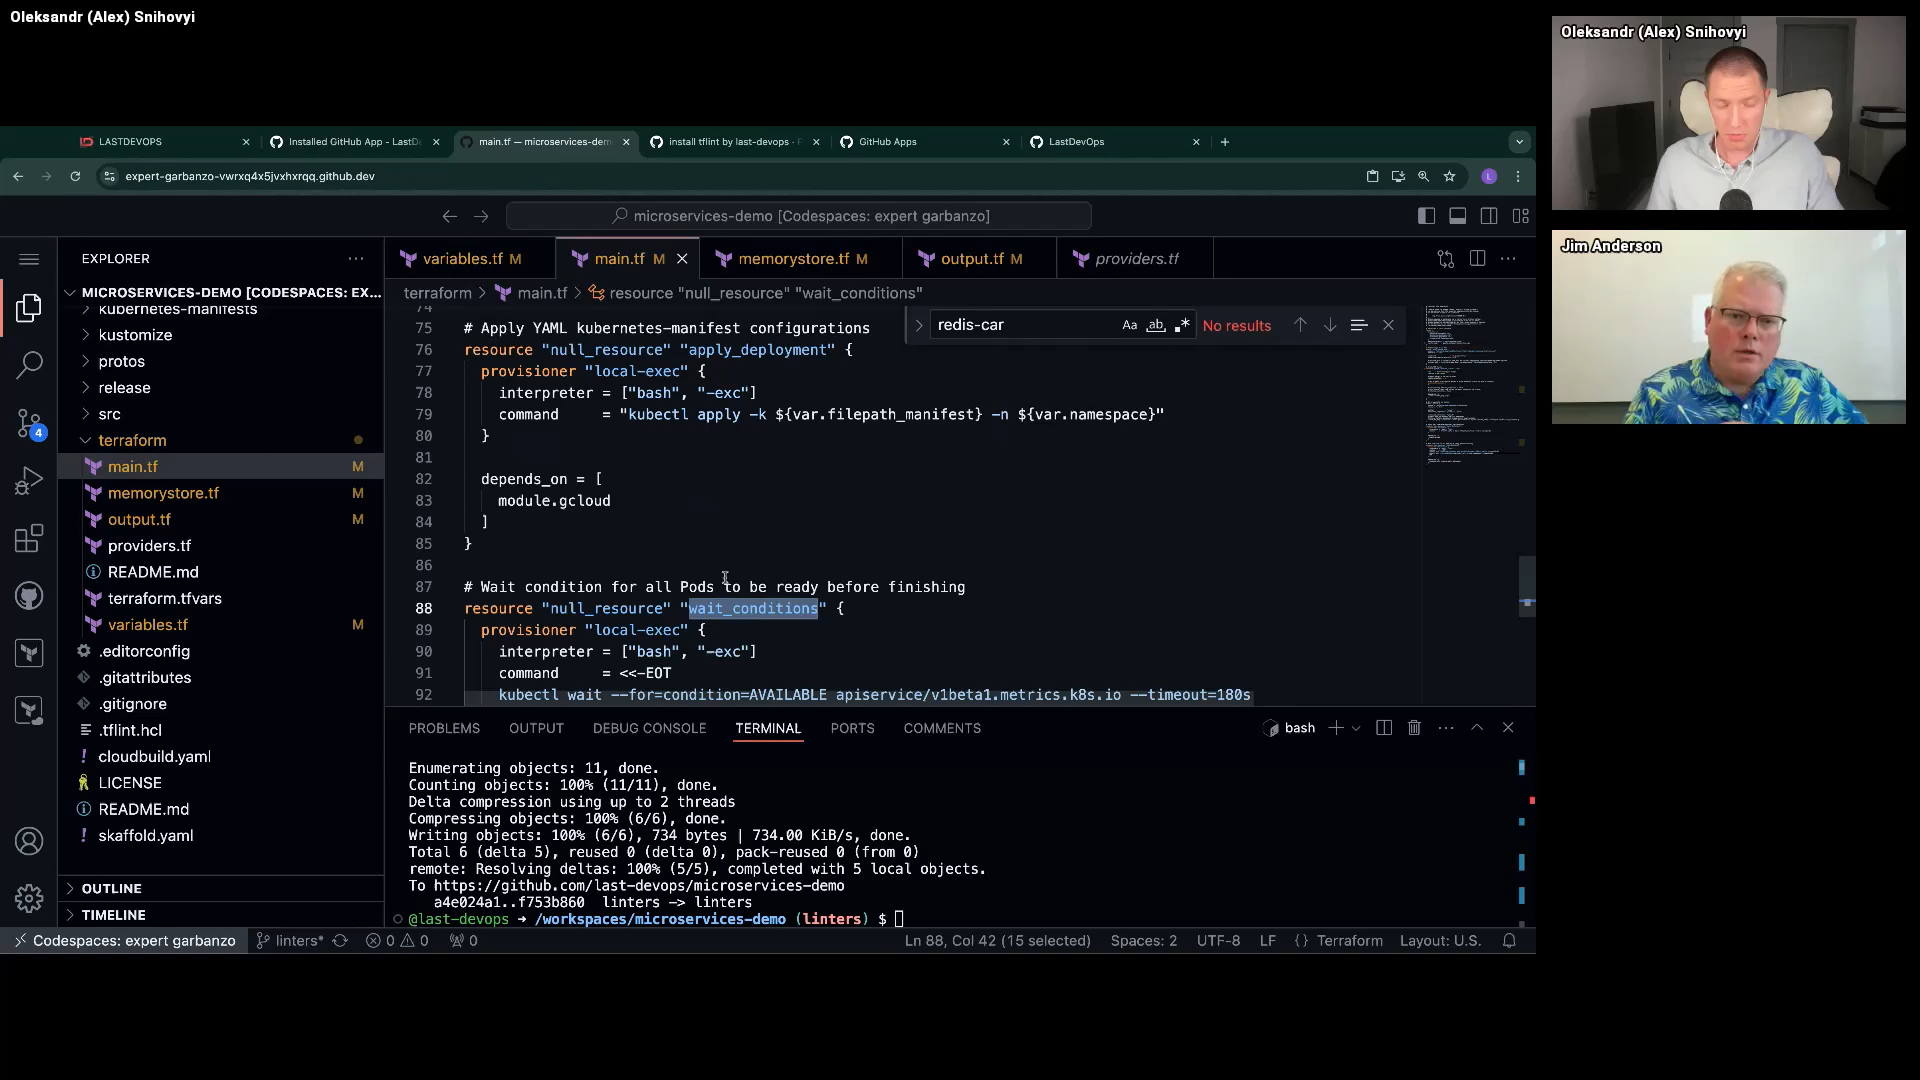 Oleksandr (Alex) Snihovyi
Oleksandr (Alex) Snihovyi
Jim Anderson
LASTDEVOPS
Installed GitHub App - LastD
main.tf — microservices-dem
install tflint by last-devops · P
GitHub Apps
LastDevOps
expert-garbanzo-vwrxq4x5jvxhxrqq.github.dev
L
microservices-demo [Codespaces: expert garbanzo]
EXPLORER
variables.tf M
main.tf M
memorystore.tf M
output.tf M
providers.tf
MICROSERVICES-DEMO [CODESPACES: EX...
terraform > main.tf > resource "null_resource" "wait_conditions"
redis-car
Aa
ab
No results
kubernetes-manifests
kustomize
protos
release
src
4
terraform
main.tf M
memorystore.tf M
output.tf M
providers.tf
README.md
terraform.tfvars
variables.tf M
.editorconfig
.gitattributes
.gitignore
.tflint.hcl
cloudbuild.yaml
LICENSE
README.md
skaffold.yaml
OUTLINE
TIMELINE
74
75 # Apply YAML kubernetes-manifest configurations
76 resource "null_resource" "apply_deployment" {
77 provisioner "local-exec" {
78 interpreter = ["bash", "-exc"]
79 command = "kubectl apply -k ${var.filepath_manifest} -n ${var.namespace}"
80 }
81
82 depends_on = [
83 module.gcloud
84 ]
85 }
86
87 # Wait condition for all Pods to be ready before finishing
88 resource "null_resource" "wait_conditions" {
89 provisioner "local-exec" {
90 interpreter = ["bash", "-exc"]
91 command = <<-EOT
92 kubectl wait --for=condition=AVAILABLE apiservice/v1beta1.metrics.k8s.io --timeout=180s
PROBLEMS OUTPUT DEBUG CONSOLE TERMINAL PORTS COMMENTS
bash
Enumerating objects: 11, done.
Counting objects: 100% (11/11), done.
Delta compression using up to 2 threads
Compressing objects: 100% (6/6), done.
Writing objects: 100% (6/6), 734 bytes | 734.00 KiB/s, done.
Total 6 (delta 5), reused 0 (delta 0), pack-reused 0 (from 0)
remote: Resolving deltas: 100% (5/5), completed with 5 local objects.
To https://github.com/last-devops/microservices-demo
a4e024a1..f753b860 linters -> linters
@last-devops → /workspaces/microservices-demo (linters) $
Codespaces: expert garbanzo
linters*
0 0
0
Ln 88, Col 42 (15 selected)
Spaces: 2
UTF-8
LF
{} Terraform
Layout: U.S.